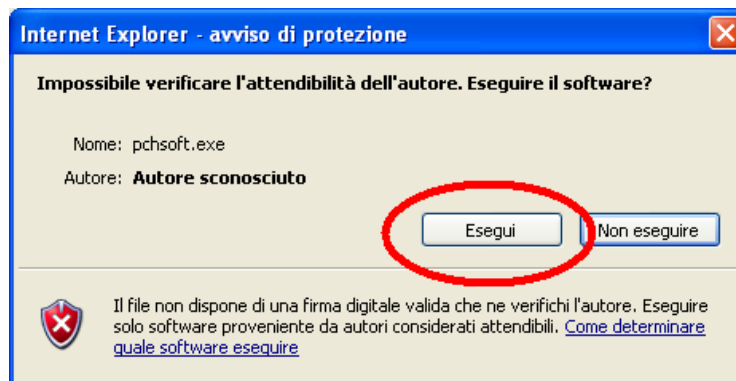 Internet Explorer - avviso di protezione
Impossibile verificare l'attendibilità dell'autore. Eseguire il software?
Nome: pchsoft.exe
Autore: Autore sconosciuto
Esegui Non eseguire
Il file non dispone di una firma digitale valida che ne verifichi l'autore. Eseguire
solo software proveniente da autori considerati attendibili. Come determinare
quale software eseguire